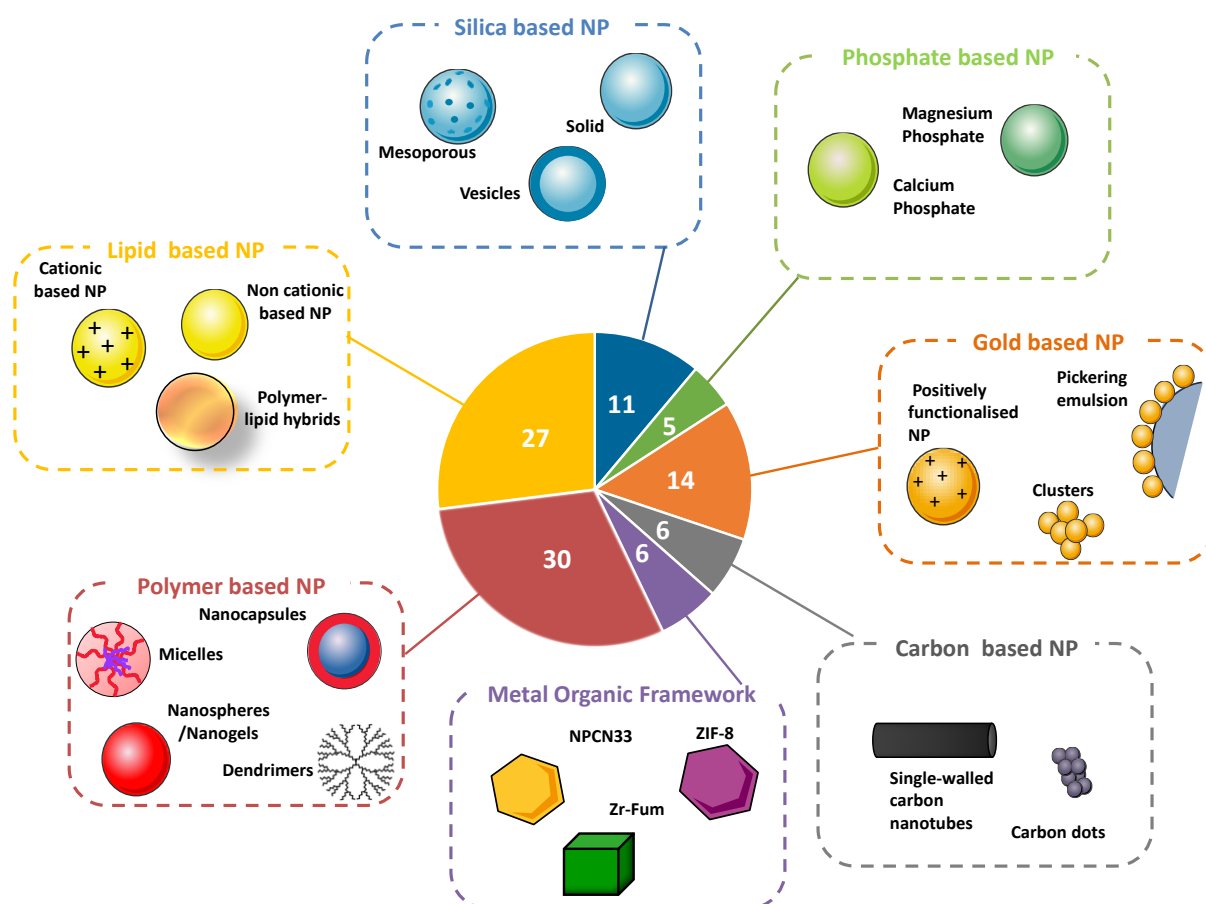 Silica based NP
Mesoporous
Solid
Vesicles
Phosphate based NP
Magnesium
Phosphate
Calcium
Phosphate
Lipid based NP
Cationic
based NP
Non cationic
based NP
Polymer-
lipid hybrids
Gold based NP
Positively
functionalised
NP
Pickering
emulsion
Clusters
11
5
14
6
6
30
27
Polymer based NP
Nanocapsules
Micelles
Nanospheres
/Nanogels
Dendrimers
Metal Organic Framework
NPCN33
ZIF-8
Zr-Fum
Carbon based NP
Single-walled
carbon
nanotubes
Carbon dots